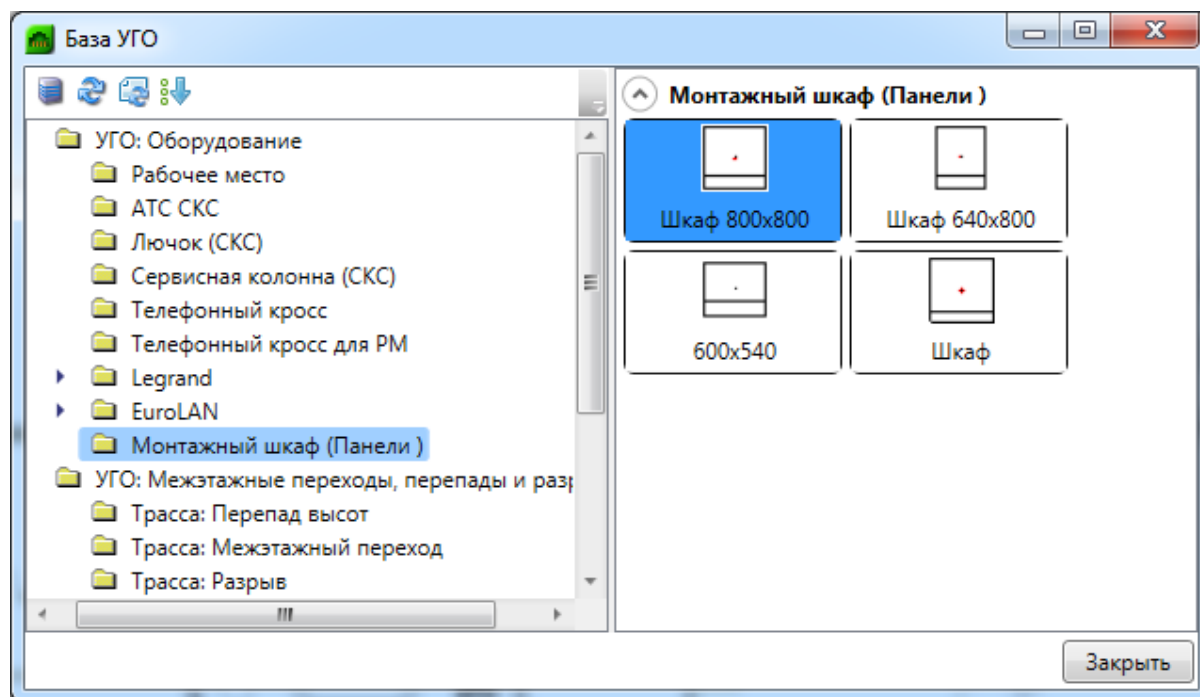 База УГО
УГО: Оборудование
Рабочее место
АТС СКС
Лючок (СКС)
Сервисная колонна (СКС)
Телефонный кросс
Телефонный кросс для РМ
Legrand
EuroLAN
Монтажный шкаф (Панели )
УГО: Межэтажные переходы, перепады и разр
Трасса: Перепад высот
Трасса: Межэтажный переход
Трасса: Разрыв
Монтажный шкаф (Панели )
Шкаф 800x800
Шкаф 640x800
600x540
Шкаф
Закрыть